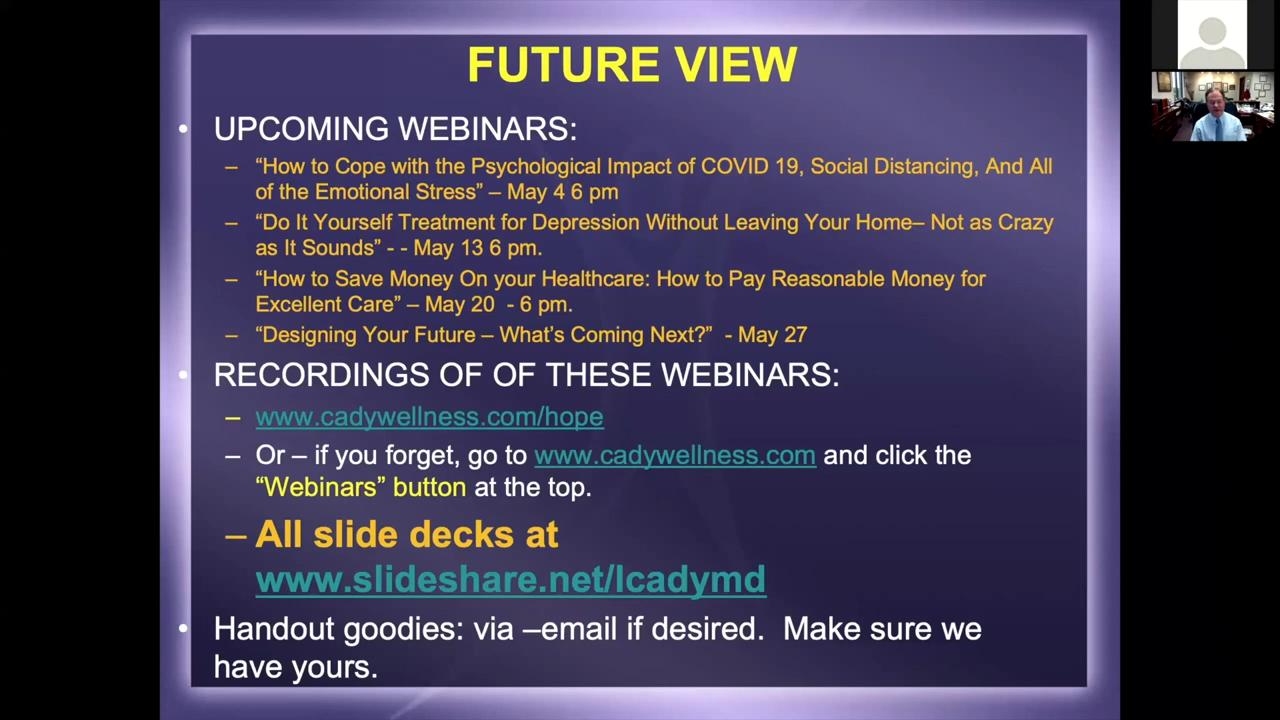 FUTURE VIEW
• UPCOMING WEBINARS:
– “How to Cope with the Psychological Impact of COVID 19, Social Distancing, And All
of the Emotional Stress” – May 4 6 pm
– “Do It Yourself Treatment for Depression Without Leaving Your Home– Not as Crazy
as It Sounds” - - May 13 6 pm.
– “How to Save Money On your Healthcare: How to Pay Reasonable Money for
Excellent Care” – May 20 - 6 pm.
– “Designing Your Future – What’s Coming Next?” - May 27
• RECORDINGS OF OF THESE WEBINARS:
– www.cadywellness.com/hope
– Or – if you forget, go to www.cadywellness.com and click the
“Webinars” button at the top.
– All slide decks at
www.slideshare.net/lcadymd
• Handout goodies: via –email if desired. Make sure we
have yours.